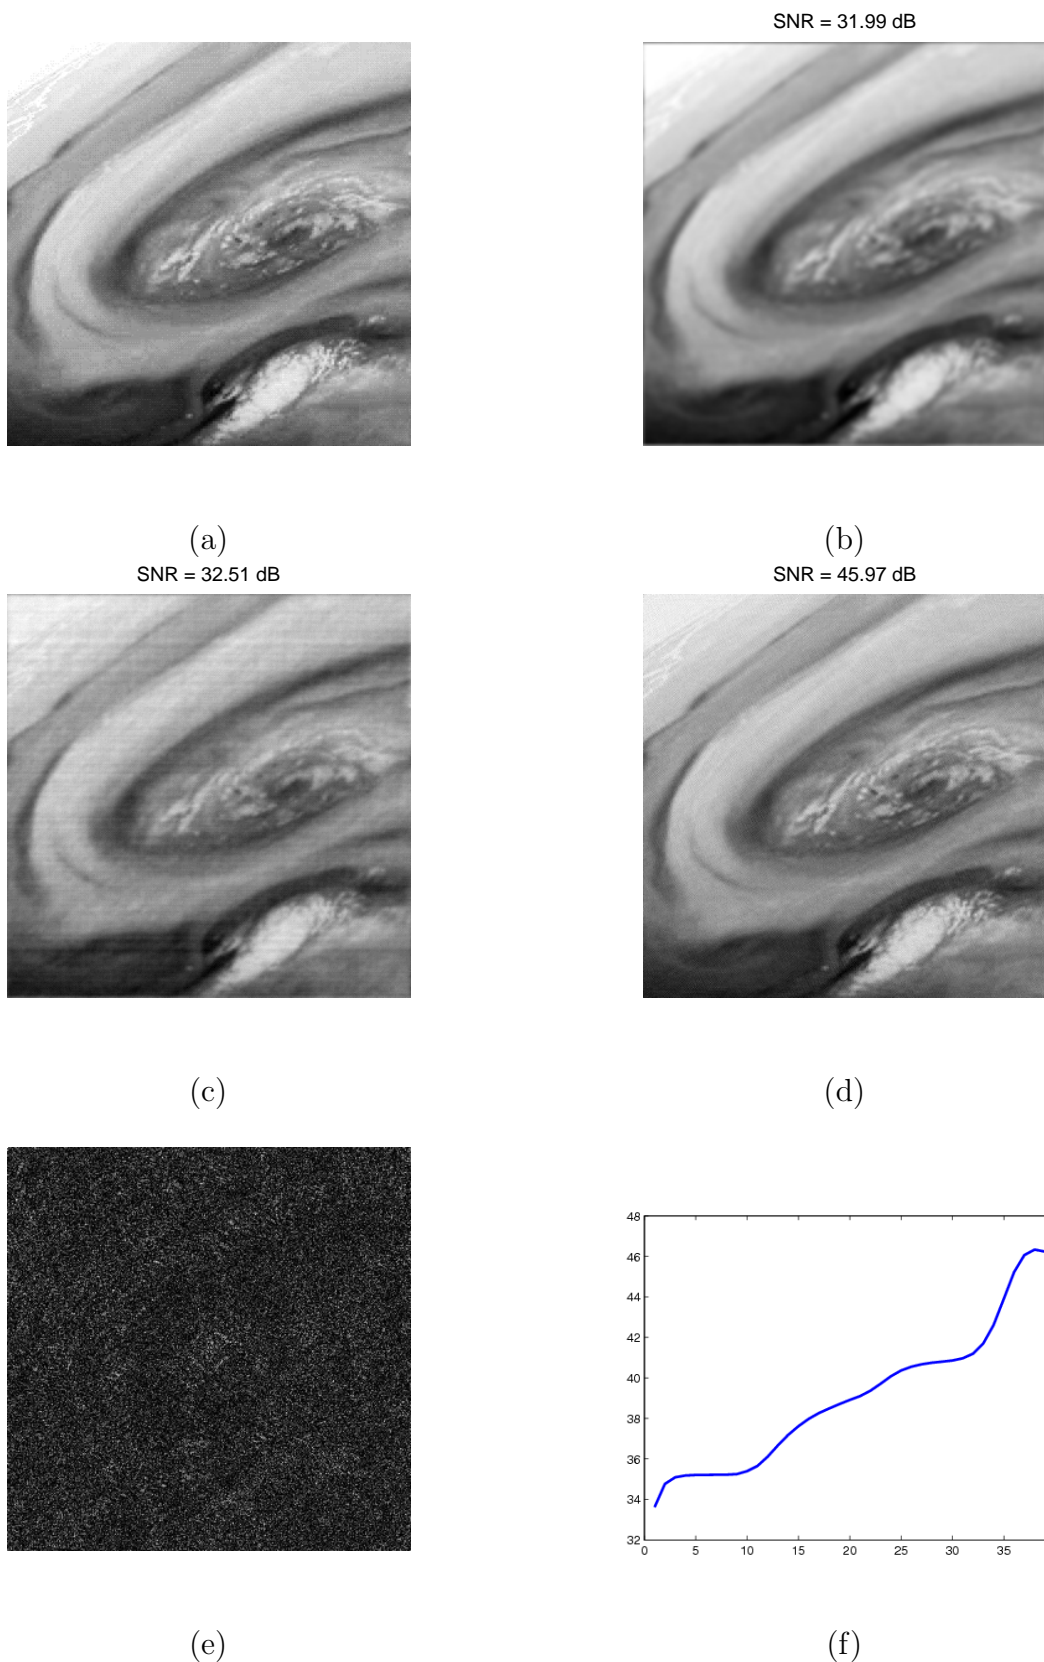 SNR = 31.99 dB
(a)
(b)
SNR = 32.51 dB
SNR = 45.97 dB
(c)
(d)
48
46
44
42
40
38
36
34
32
0 5 10 15 20 25 30 35
(e)
(f)